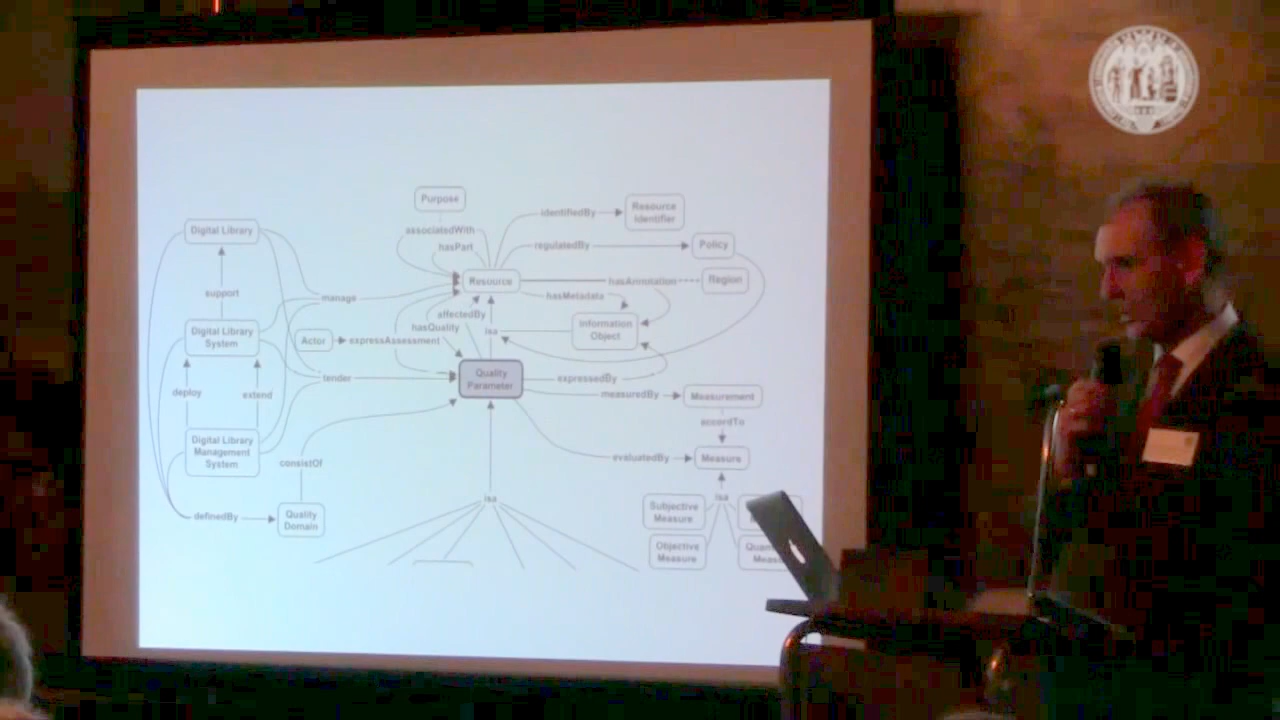 Purpose
identifiedBy
Resource
Identifier
Digital Library
associatedWith
hasPart
regulatedBy
Policy
Resource
hasAnnotation
Region
support
manage
hasMetadata
affectedBy
hasQuality
isa
Information
Object
Digital Library
System
Actor
expressAssessment
tender
Quality
Parameter
expressedBy
deploy
extend
measuredBy
Measurement
accordTo
Digital Library
Management
System
consistOf
evaluatedBy
Measure
isa
isa
definedBy
Quality
Domain
Subjective
Measure
Objective
Measure